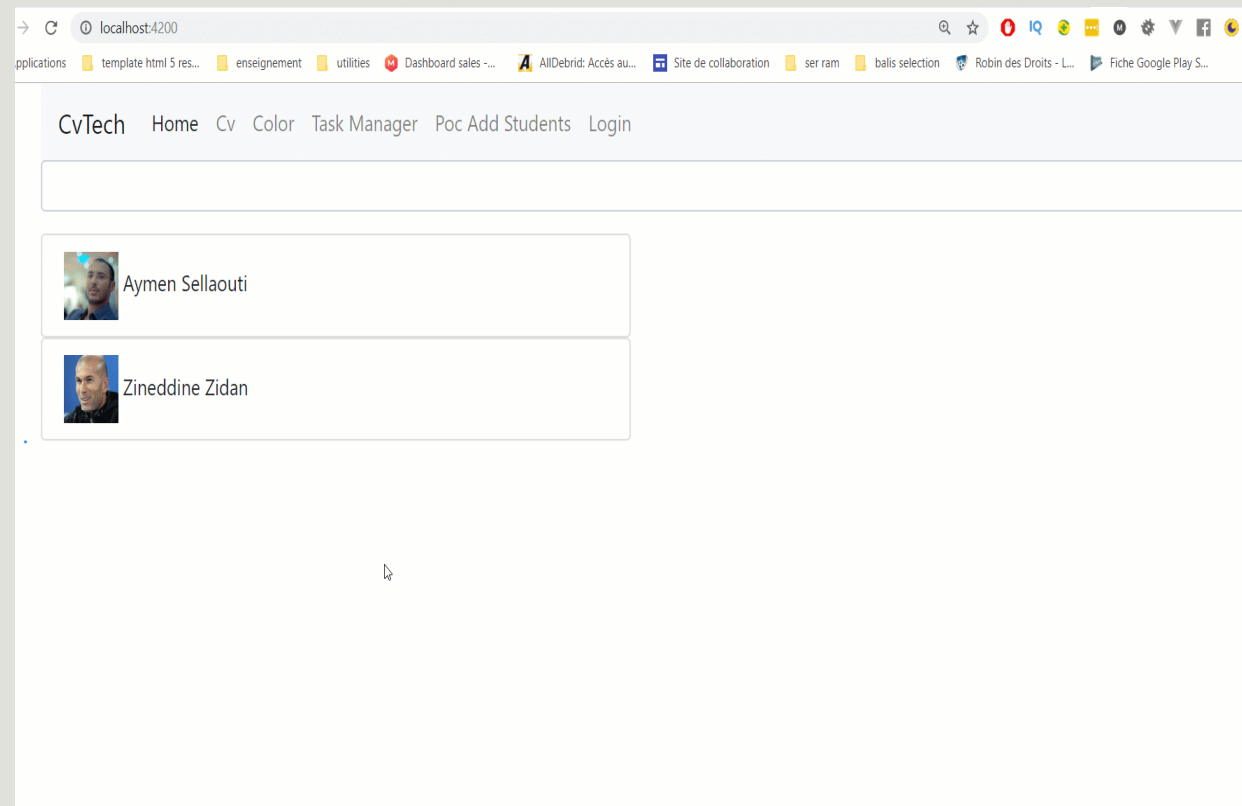 localhost:4200
pplications template html 5 res... enseignement utilities Dashboard sales -... AllDebrid: Accès au... Site de collaboration ser ram balis selection Robin des Droits - L... Fiche Google Play S...
CvTech Home Cv Color Task Manager Poc Add Students Login
Aymen Sellaouti
Zineddine Zidan